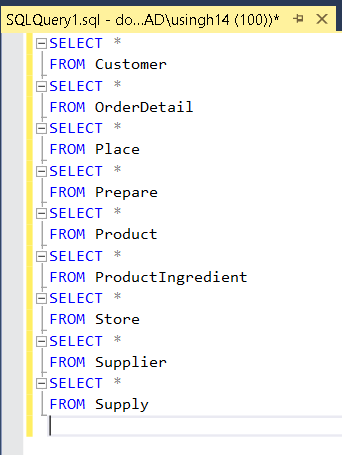 SQLQuery1.sql - do...AD\usingh14 (100))*
SELECT *
FROM Customer
SELECT *
FROM OrderDetail
SELECT *
FROM Place
SELECT *
FROM Prepare
SELECT *
FROM Product
SELECT *
FROM ProductIngredient
SELECT *
FROM Store
SELECT *
FROM Supplier
SELECT *
FROM Supply